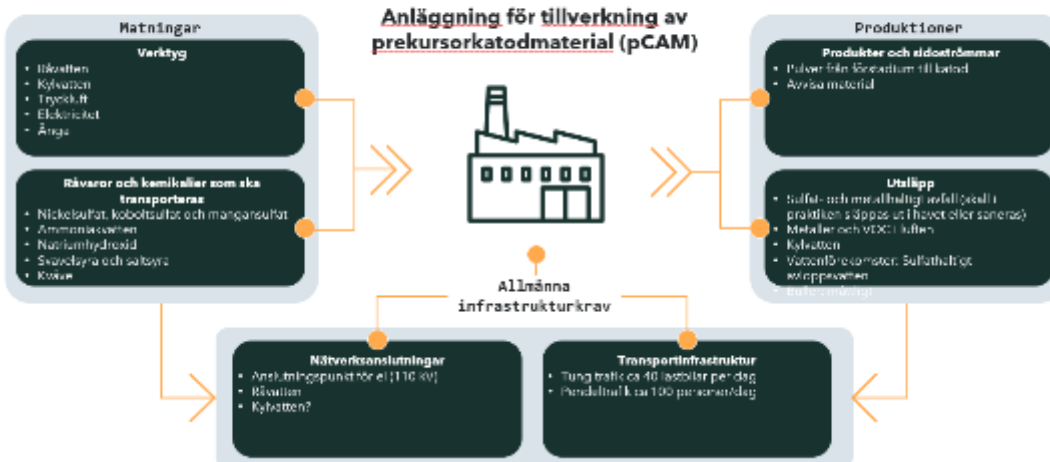 Matningar
Anläggning för tillverkning av
prekursorkatodmaterial (pCAM)
Produktioner
Verktyg
• Råvatten
• Kylvatten
• Tryckluft
• Elektricitet
• Ånga
Råvaror och kemikalier som ska
transporteras
• Nickelsulfat, koboltsulfat och mangansulfat
• Ammoniakvatten
• Natriumhydroxid
• Svavelsyra och saltsyra
• Kväve
Produkter och sidoströmmar
• Pulver från förstadium till katod
• Avvisa material
Utsläpp
• Sulfat- och metallhaltigt avfall (skall i
praktiken släppas ut i havet eller saneras)
• Metaller och VOC i luften
• Kylvatten
• Vattenförekomster: Sulfathaltigt
avloppsvatten
Allmänna
infrastrukturkrav
Nätverksanslutningar
• Anslutningspunkt för el (110 kV)
• Råvatten
• Kylvatten?
Transportinfrastruktur
• Tung trafik ca 40 lastbilar per dag
• Pendeltrafik ca 100 personer/dag